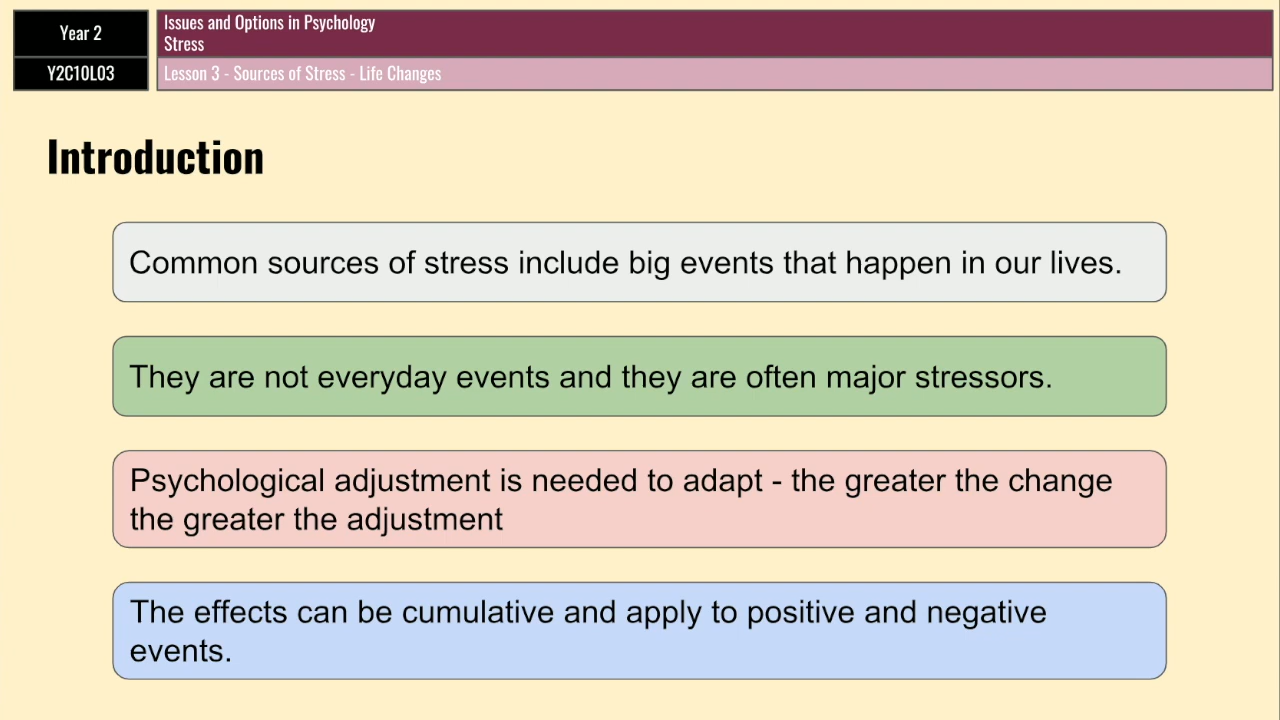 Year 2
Issues and Options in Psychology
Stress
Y2C10L03
Lesson 3 - Sources of Stress - Life Changes
Introduction
Common sources of stress include big events that happen in our lives.
They are not everyday events and they are often major stressors.
Psychological adjustment is needed to adapt - the greater the change
the greater the adjustment
The effects can be cumulative and apply to positive and negative
events.